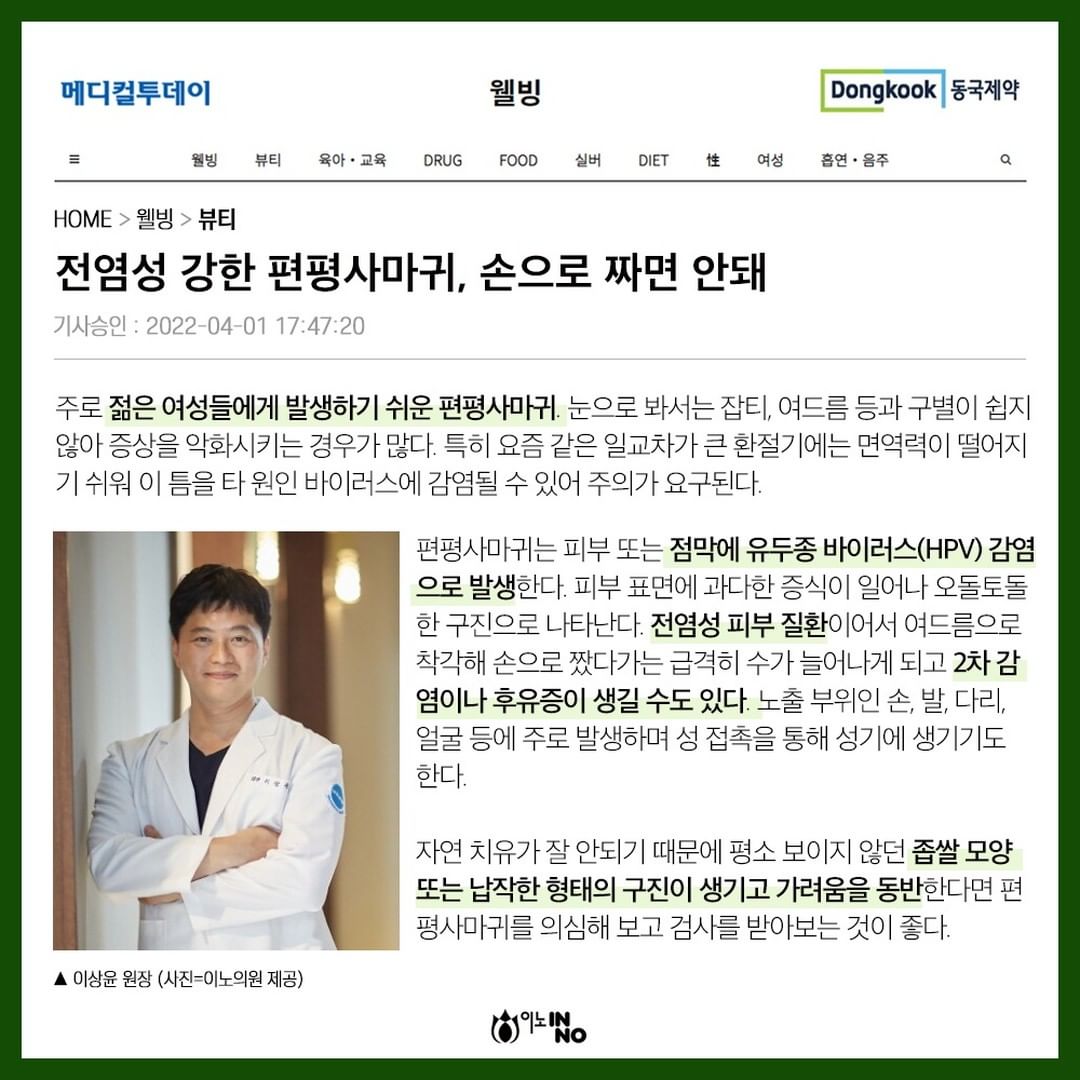 메디컬투데이
웰빙
Dongkook 동국제약
웰빙 뷰티 육아·교육 DRUG FOOD 실버 DIET 性 여성 흡연·음주
HOME > 웰빙 > 뷰티
전염성 강한 편평사마귀, 손으로 짜면 안돼
기사승인 : 2022-04-01 17:47:20
주로 젊은 여성들에게 발생하기 쉬운 편평사마귀. 눈으로 봐서는 잡티, 여드름 등과 구별이 쉽지
않아 증상을 악화시키는 경우가 많다. 특히 요즘 같은 일교차가 큰 환절기에는 면역력이 떨어지
기 쉬워 이 틈을 타 원인 바이러스에 감염될 수 있어 주의가 요구된다.
편평사마귀는 피부 또는 점막에 유두종 바이러스(HPV) 감염
으로 발생한다. 피부 표면에 과다한 증식이 일어나 오돌토돌
한 구진으로 나타난다. 전염성 피부 질환이어서 여드름으로
착각해 손으로 짰다가는 급격히 수가 늘어나게 되고 2차 감
염이나 후유증이 생길 수도 있다. 노출 부위인 손, 발, 다리,
얼굴 등에 주로 발생하며 성 접촉을 통해 성기에 생기기도
한다.
자연 치유가 잘 안되기 때문에 평소 보이지 않던 좁쌀 모양
또는 납작한 형태의 구진이 생기고 가려움을 동반한다면 편
평사마귀를 의심해 보고 검사를 받아보는 것이 좋다.
▲ 이상윤 원장 (사진=이노의원 제공)
이노 IN
NO